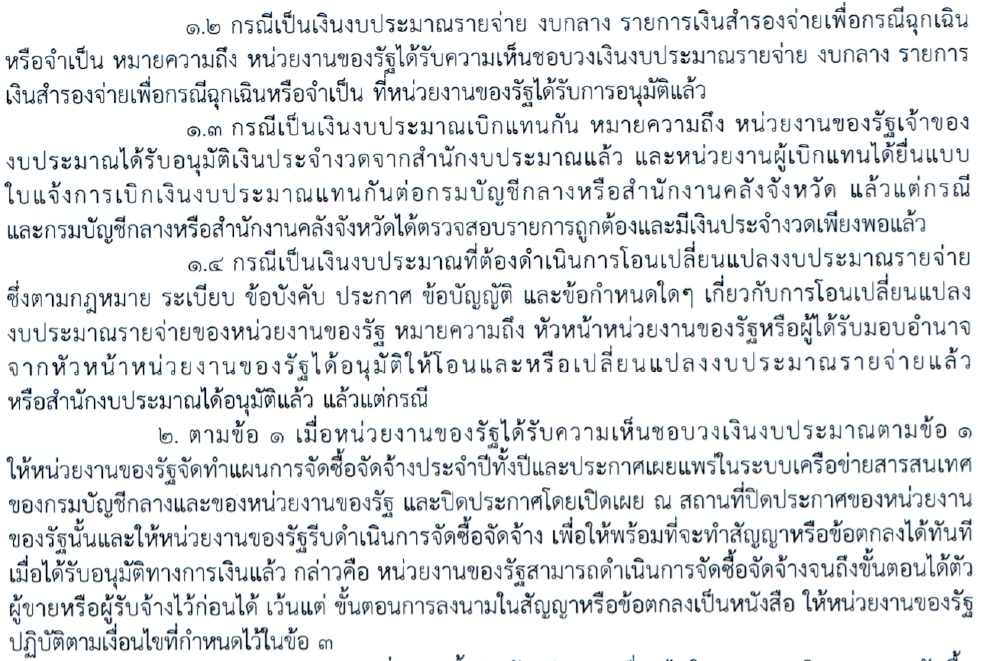 ๑.๒ กรณีเป็นเงินงบประมาณรายจ่าย งบกลาง รายการเงินสำรองจ่ายเพื่อกรณีฉุกเฉิน
หรือจำเป็น หมายความถึง หน่วยงานของรัฐได้รับความเห็นชอบวงเงินงบประมาณรายจ่าย งบกลาง รายการ
เงินสำรองจ่ายเพื่อกรณีฉุกเฉินหรือจำเป็น ที่หน่วยงานของรัฐได้รับการอนุมัติแล้ว
๑.๓ กรณีเป็นเงินงบประมาณเบิกแทนกัน หมายความถึง หน่วยงานของรัฐเจ้าของ
งบประมาณได้รับอนุมัติเงินประจำงวดจากสำนักงบประมาณแล้ว และหน่วยงานผู้เบิกแทนได้ยื่นแบบ
ใบแจ้งการเบิกเงินงบประมาณแทนกันต่อกรมบัญชีกลางหรือสำนักงานคลังจังหวัด แล้วแต่กรณี
และกรมบัญชีกลางหรือสำนักงานคลังจังหวัดได้ตรวจสอบรายการถูกต้องและมีเงินประจำงวดเพียงพอแล้ว
๑.๔ กรณีเป็นเงินงบประมาณที่ต้องดำเนินการโอนเปลี่ยนแปลงงบประมาณรายจ่าย
ซึ่งตามกฎหมาย ระเบียบ ข้อบังคับ ประกาศ ข้อบัญญัติ และข้อกำหนดใดๆ เกี่ยวกับการโอนเปลี่ยนแปลง
งบประมาณรายจ่ายของหน่วยงานของรัฐ หมายความถึง หัวหน้าหน่วยงานของรัฐหรือผู้ได้รับมอบอำนาจ
จากหัวหน้าหน่วยงานของรัฐได้อนุมัติให้โอนและหรือเปลี่ยนแปลงงบประมาณรายจ่ายแล้ว
หรือสำนักงบประมาณได้อนุมัติแล้ว แล้วแต่กรณี
๒. ตามข้อ ๑ เมื่อหน่วยงานของรัฐได้รับความเห็นชอบวงเงินงบประมาณตามข้อ ๑
ให้หน่วยงานของรัฐจัดทำแผนการจัดซื้อจัดจ้างประจำปีทั้งปีและประกาศเผยแพร่ในระบบเครือข่ายสารสนเทศ
ของกรมบัญชีกลางและของหน่วยงานของรัฐ และปิดประกาศโดยเปิดเผย ณ สถานที่ปิดประกาศของหน่วยงาน
ของรัฐนั้นและให้หน่วยงานของรัฐรีบดำเนินการจัดซื้อจัดจ้าง เพื่อให้พร้อมที่จะทำสัญญาหรือข้อตกลงได้ทันที
เมื่อได้รับอนุมัติทางการเงินแล้ว กล่าวคือ หน่วยงานของรัฐสามารถดำเนินการจัดซื้อจัดจ้างจนถึงขั้นตอนได้ตัว
ผู้ขายหรือผู้รับจ้างไว้ก่อนได้ เว้นแต่ ขั้นตอนการลงนามในสัญญาหรือข้อตกลงเป็นหนังสือ ให้หน่วยงานของรัฐ
ปฏิบัติตามเงื่อนไขที่กำหนดไว้ในข้อ ๓